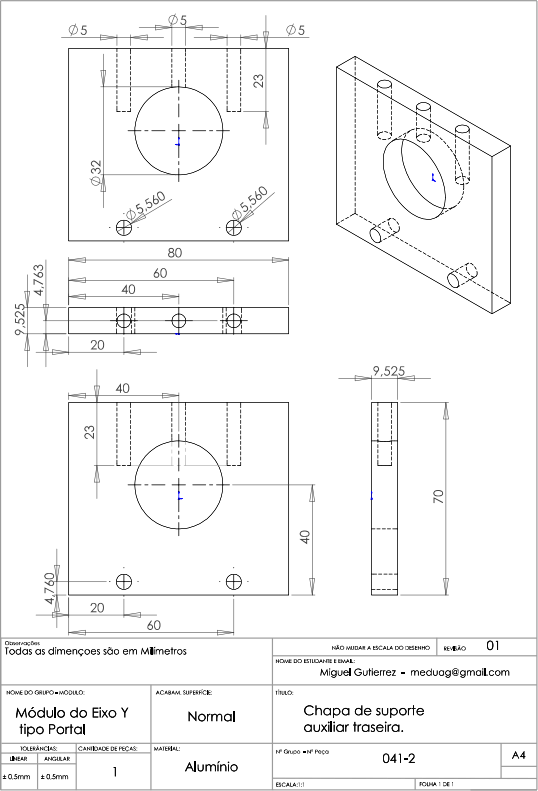 Ø5
Ø5
Ø5
23
Ø32
Ø5,560
Ø5,560
80
60
40
4,763
9,525
20
40
23
40
4,760
20
60
9,525
70
Observações
Todas as dimençoes são em Milimetros
NÃO MUDAR A ESCALA DO DESENHO
REVISÃO
01
NOME DO ESTUDANTE E EMAIL:
Miguel Gutierrez - meduag@gmail.com
NOME DO GRUPO - MÓDULO:
Módulo do Eixo Y
tipo Portal
ACABAM. SUPERFICIE:
Normal
TÍTULO:
Chapa de suporte
auxiliar traseira.
TOLERÂNCIAS:
LINEAR
ANGULAR
± 0,5mm
± 0,5mm
CANTIDADE DE PEÇAS:
1
MATERIAL:
Alumínio
Nº Grupo - Nº Peça
041-2
A4
ESCALA:1:1
FOLHA 1 DE 1